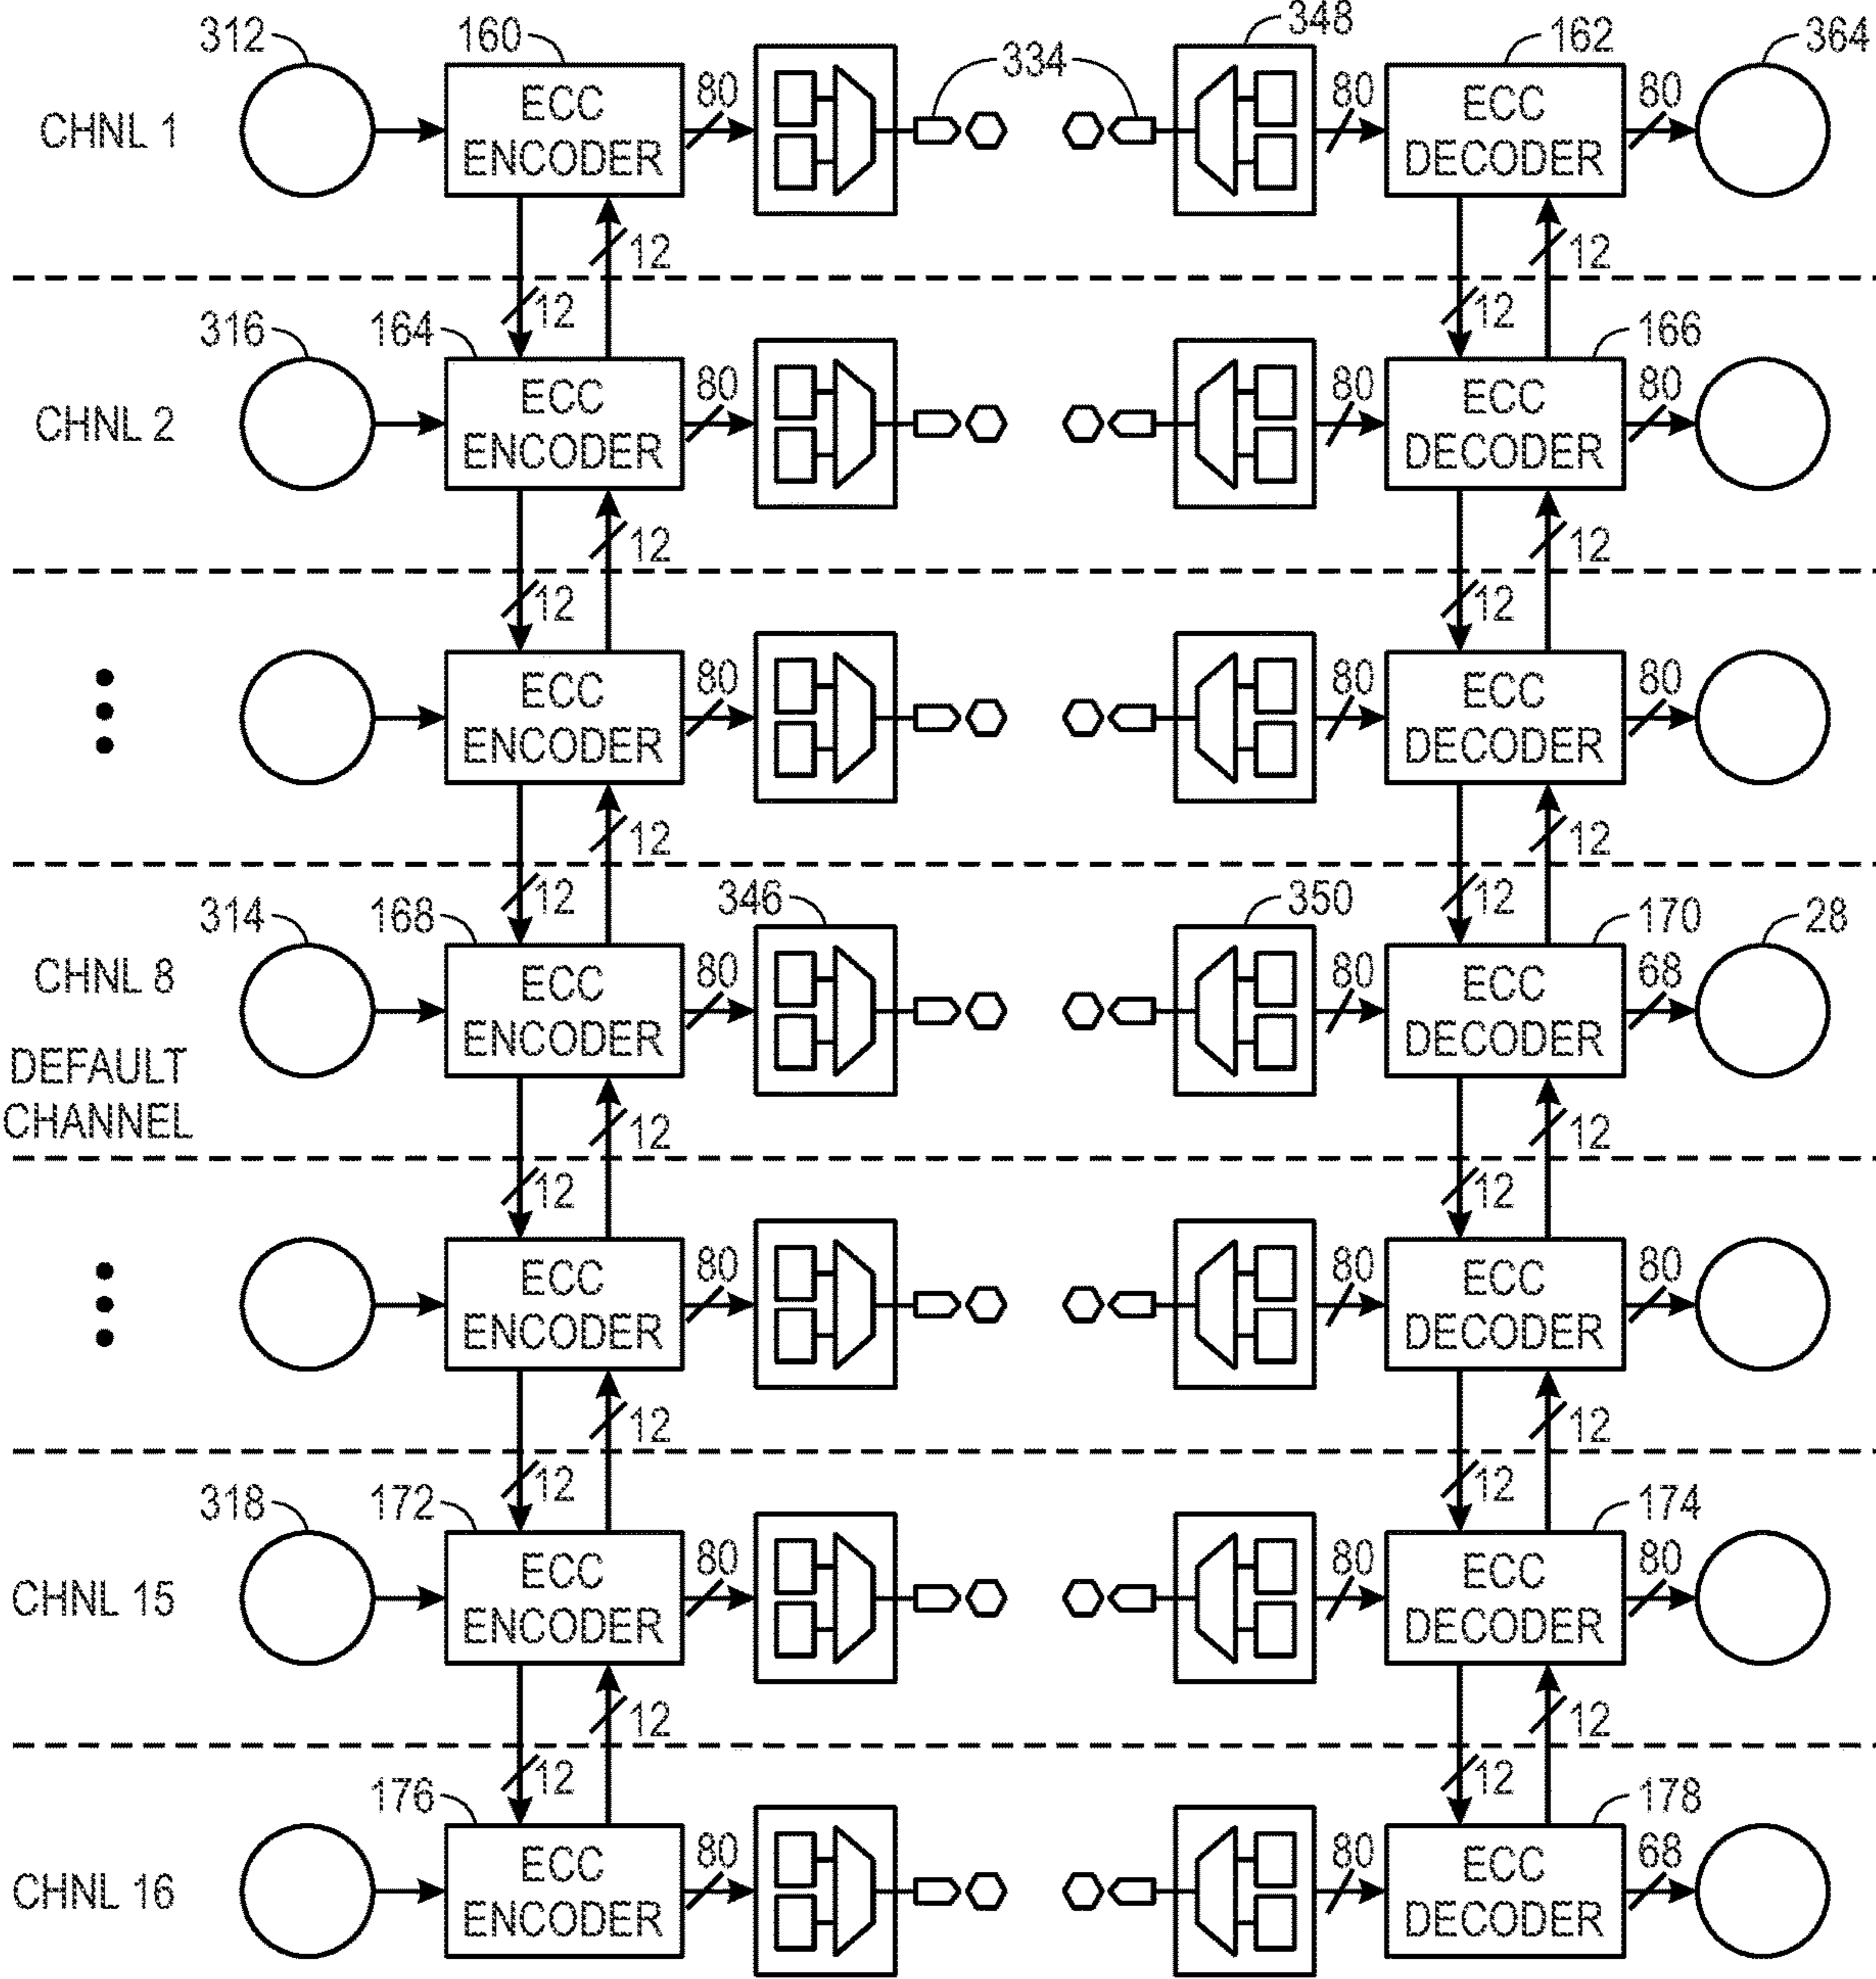 312 160 348 162 364
334
CHNL 1 ECC ENCODER 80 80 ECC DECODER 80
12 12
12 12
316 164 166
CHNL 2 ECC ENCODER 80 80 ECC DECODER 80
12 12
12 12
ECC ENCODER 80 80 ECC DECODER 80
12 12
12 12
314 168 346 350 170 28
CHNL 8 ECC ENCODER 80 80 ECC DECODER 68
DEFAULT
CHANNEL
12 12
12 12
ECC ENCODER 80 80 ECC DECODER 80
12 12
12 12
318 172 174
CHNL 15 ECC ENCODER 80 80 ECC DECODER 80
12 12
12 12
176 178
CHNL 16 ECC ENCODER 80 80 ECC DECODER 68